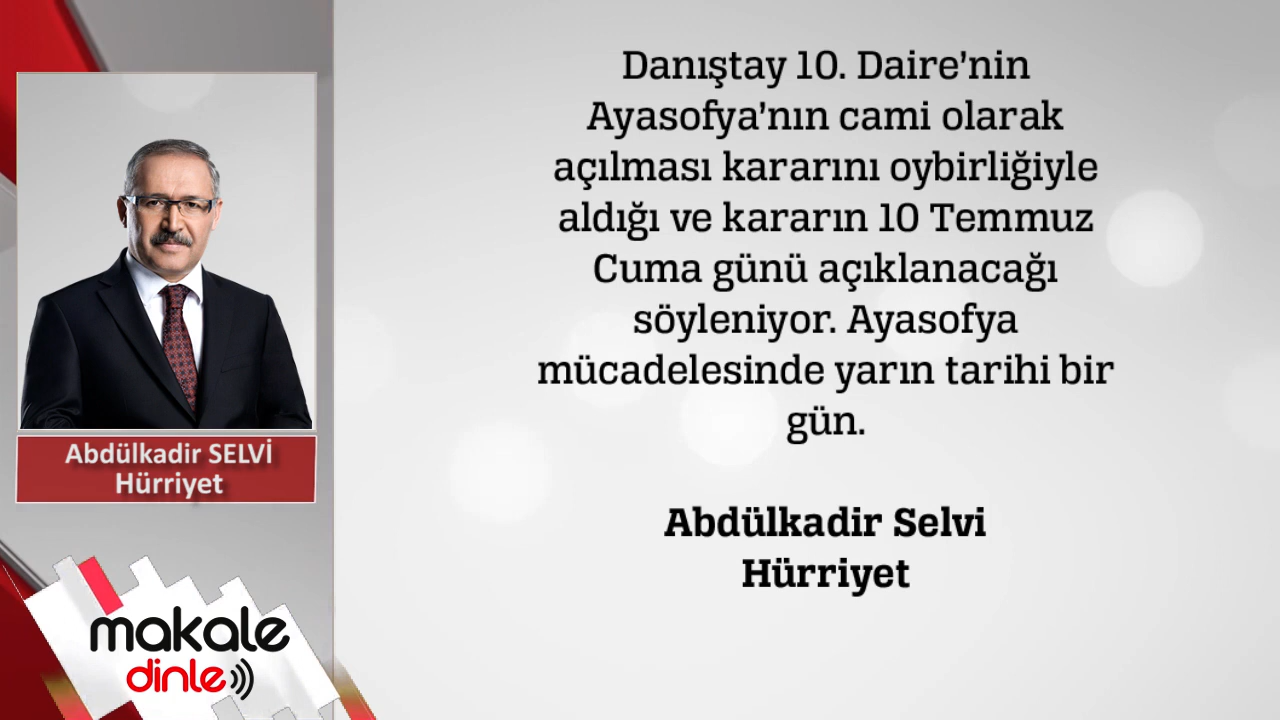 Danıştay 10. Daire’nin
Ayasofya’nın cami olarak
açılması kararını oybirliğiyle
aldığı ve kararın 10 Temmuz
Cuma günü açıklanacağı
söyleniyor. Ayasofya
mücadelesinde yarın tarihi bir
gün.
Abdülkadir Selvi
Hürriyet
Abdülkadir SELVİ
Hürriyet
makale
dinle